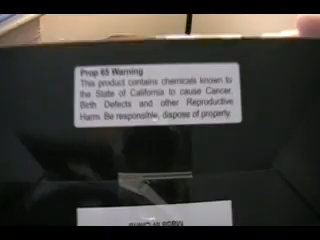 Prop 65 Warning
This product contains chemicals known to
the State of California to cause Cancer,
Birth Defects and other Reproductive
Harm. Be responsible, dispose of properly.